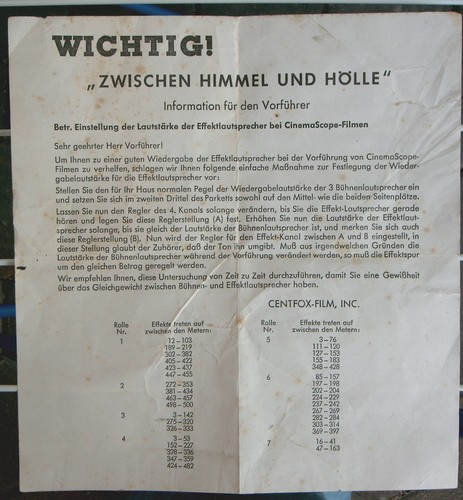 WICHTIG!
„ZWISCHEN HIMMEL UND HÖLLE“
Information für den Vorführer
Betr. Einstellung der Lautstärke der Effektlautsprecher bei CinemaScope-Filmen
Sehr geehrter Herr Vorführer!
Um Ihnen zu einer guten Wiedergabe der Effektlautsprecher bei der Vorführung von CinemaScope-
Filmen zu verhelfen, schlagen wir Ihnen folgende einfache Maßnahme zur Festlegung der Wieder-
gabelautstärke für die Effektlautsprecher vor:
Stellen Sie den für Ihr Haus normalen Pegel der Wiedergabelautstärke der 3 Bühnenlautsprecher ein
und setzen Sie sich im zweiten Drittel des Parketts sowohl auf den Mittel- wie die beiden Seitenplätze.
Lassen Sie nun den Regler des 4. Kanals solange verändern, bis Sie die Effekt-Lautsprecher gerade
hören und legen Sie diese Reglerstellung (A) fest. Erhöhen Sie nun die Lautstärke der Effektlaut-
sprecher solange, bis sie gleich der Lautstärke der Bühnenlautsprecher ist, und merken Sie sich auch
diese Reglerstellung (B). Nun wird der Regler für den Effekt-Kanal zwischen A und B eingestellt, in
dieser Stellung glaubt der Zuhörer, daß der Ton ihn umgibt. Muß aus irgendwelchen Gründen die
Lautstärke der Bühnenlautsprecher während der Vorführung verändert werden, so muß die Effektspur
um den gleichen Betrag geregelt werden.
Wir empfehlen Ihnen, diese Untersuchung von Zeit zu Zeit durchzuführen, damit Sie eine Gewißheit
über das Gleichgewicht zwischen Bühnen- und Effektlautsprecher haben.
CENTFOX-FILM, INC.
Rolle Nr. Effekte treten auf zwischen den Metern:
1 12–103
189–219
302–382
405–422
423–437
447–455
2 272–353
381–434
463–457
498–500
3 3–142
275–320
326–333
4 3–53
152–227
328–336
347–359
424–482
Rolle Nr. Effekte treten auf zwischen den Metern:
5 3–76
111–120
127–153
155–183
348–428
6 85–157
197–198
202–204
224–229
237–242
267–269
282–284
303–314
369–397
7 16–41
47–163